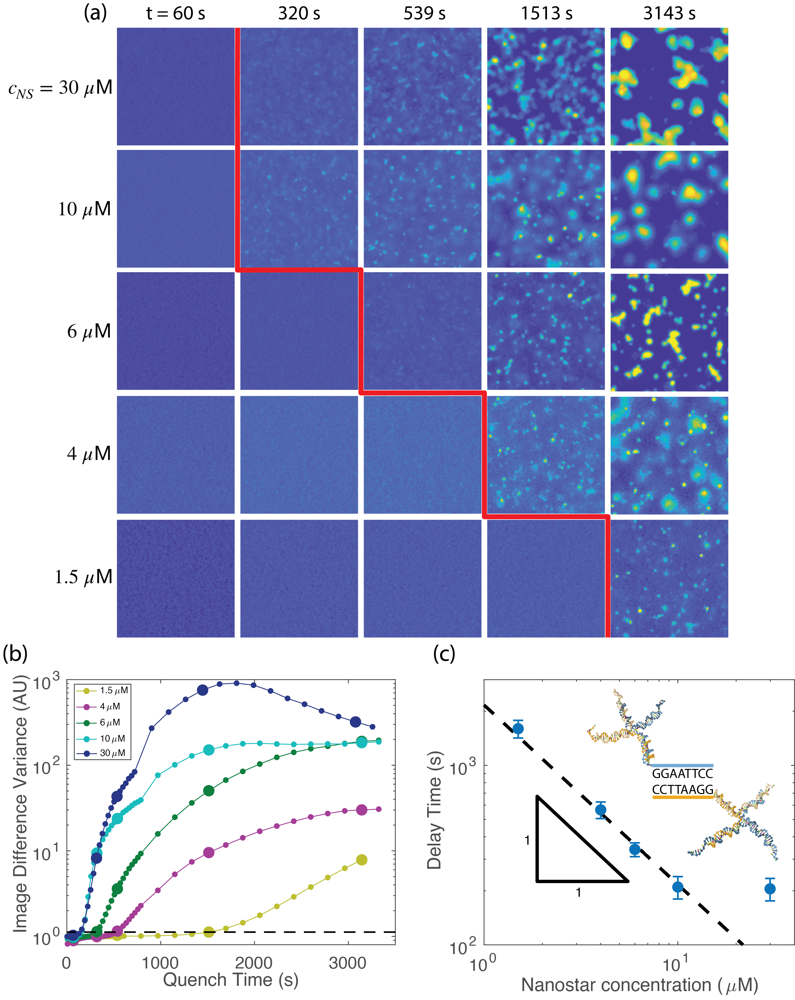 (a) t = 60 s 320 s 539 s 1513 s 3143 s
c_NS = 30 μM
10 μM
6 μM
4 μM
1.5 μM
(b)
Image Difference Variance (AU)
10^3
10^2
10^1
10^0
1.5 μM
4 μM
6 μM
10 μM
30 μM
0 1000 2000 3000
Quench Time (s)
(c)
Delay Time (s)
10^3
10^2
GGAATTCC
CCTTAAGG
1
1
10^0 10^1
Nanostar concentration (μM)